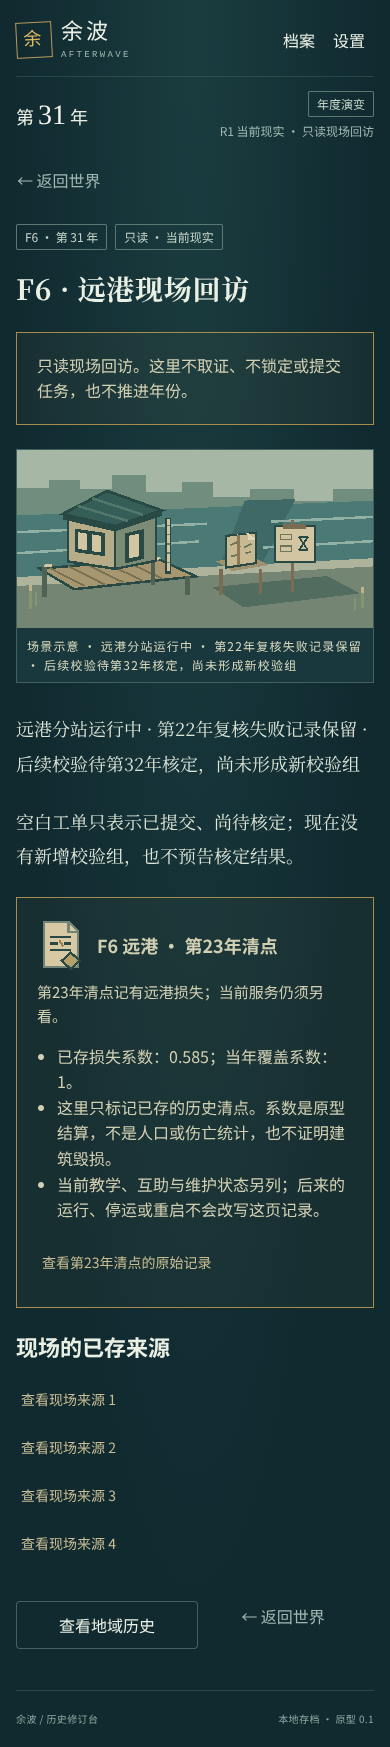 余
余波
AFTERWAVE
档案
设置
第 31 年
年度演变
R1 当前现实 · 只读现场回访
← 返回世界
F6 · 第 31 年
只读 · 当前现实
F6 · 远港现场回访
只读现场回访。这里不取证、不锁定或提交
任务，也不推进年份。
场景示意 · 远港分站运行中 · 第22年复核失败记录保留
· 后续校验待第32年核定，尚未形成新校验组
远港分站运行中 · 第22年复核失败记录保留 ·
后续校验待第32年核定，尚未形成新校验组
空白工单只表示已提交、尚待核定；现在没
有新增校验组，也不预告核定结果。
F6 远港 · 第23年清点
第23年清点记有远港损失；当前服务仍须另
看。
• 已存损失系数：0.585；当年覆盖系数：
1。
• 这里只标记已存的历史清点。系数是原型
结算，不是人口或伤亡统计，也不证明建
筑毁损。
• 当前教学、互助与维护状态另列；后来的
运行、停运或重启不会改写这页记录。
查看第23年清点的原始记录
现场的已存来源
查看现场来源 1
查看现场来源 2
查看现场来源 3
查看现场来源 4
查看地域历史
← 返回世界
余波 / 历史修订台
本地存档 · 原型 0.1